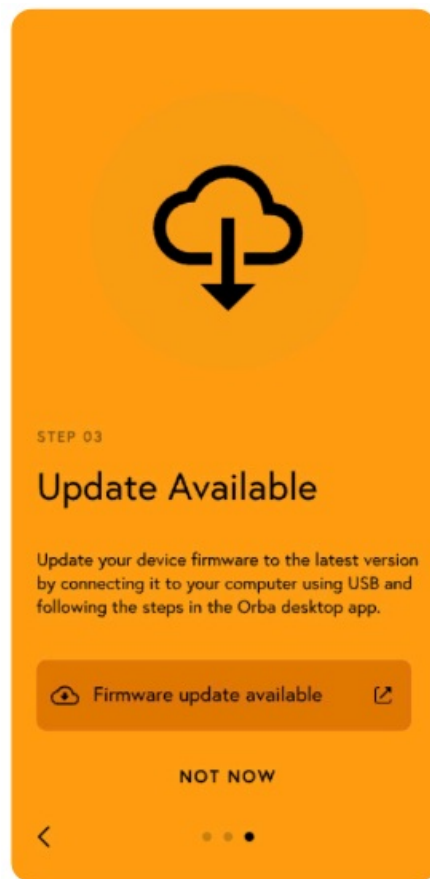 STEP 03
Update Available
Update your device firmware to the latest version
by connecting it to your computer using USB and
following the steps in the Orba desktop app.
Firmware update available
NOT NOW